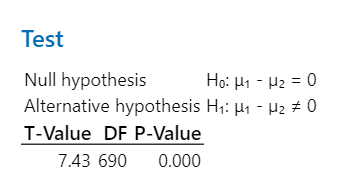 Test
Null hypothesis H₀: μ₁ - μ₂ = 0
Alternative hypothesis H₁: μ₁ - μ₂ ≠ 0
T-Value DF P-Value
7.43 690 0.000